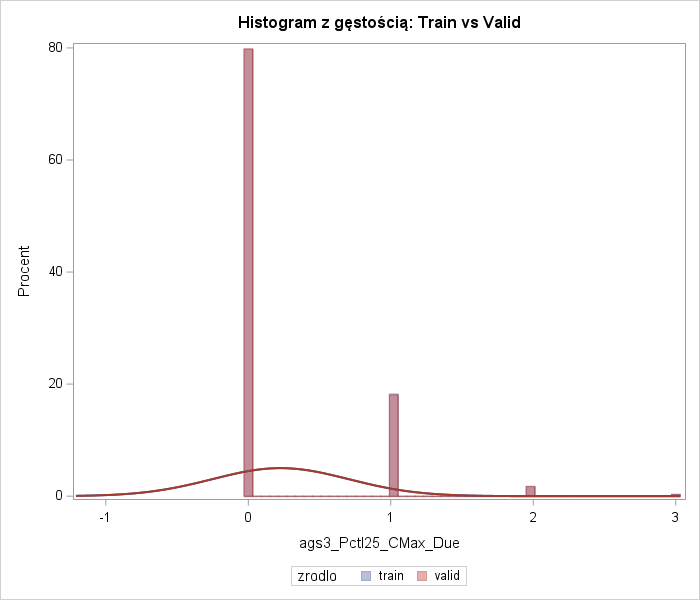 Histogram z gęstością: Train vs Valid
80
60
40
20
0
Procent
-1 0 1 2 3
ags3_Pctl25_CMax_Due
zrodlo train valid